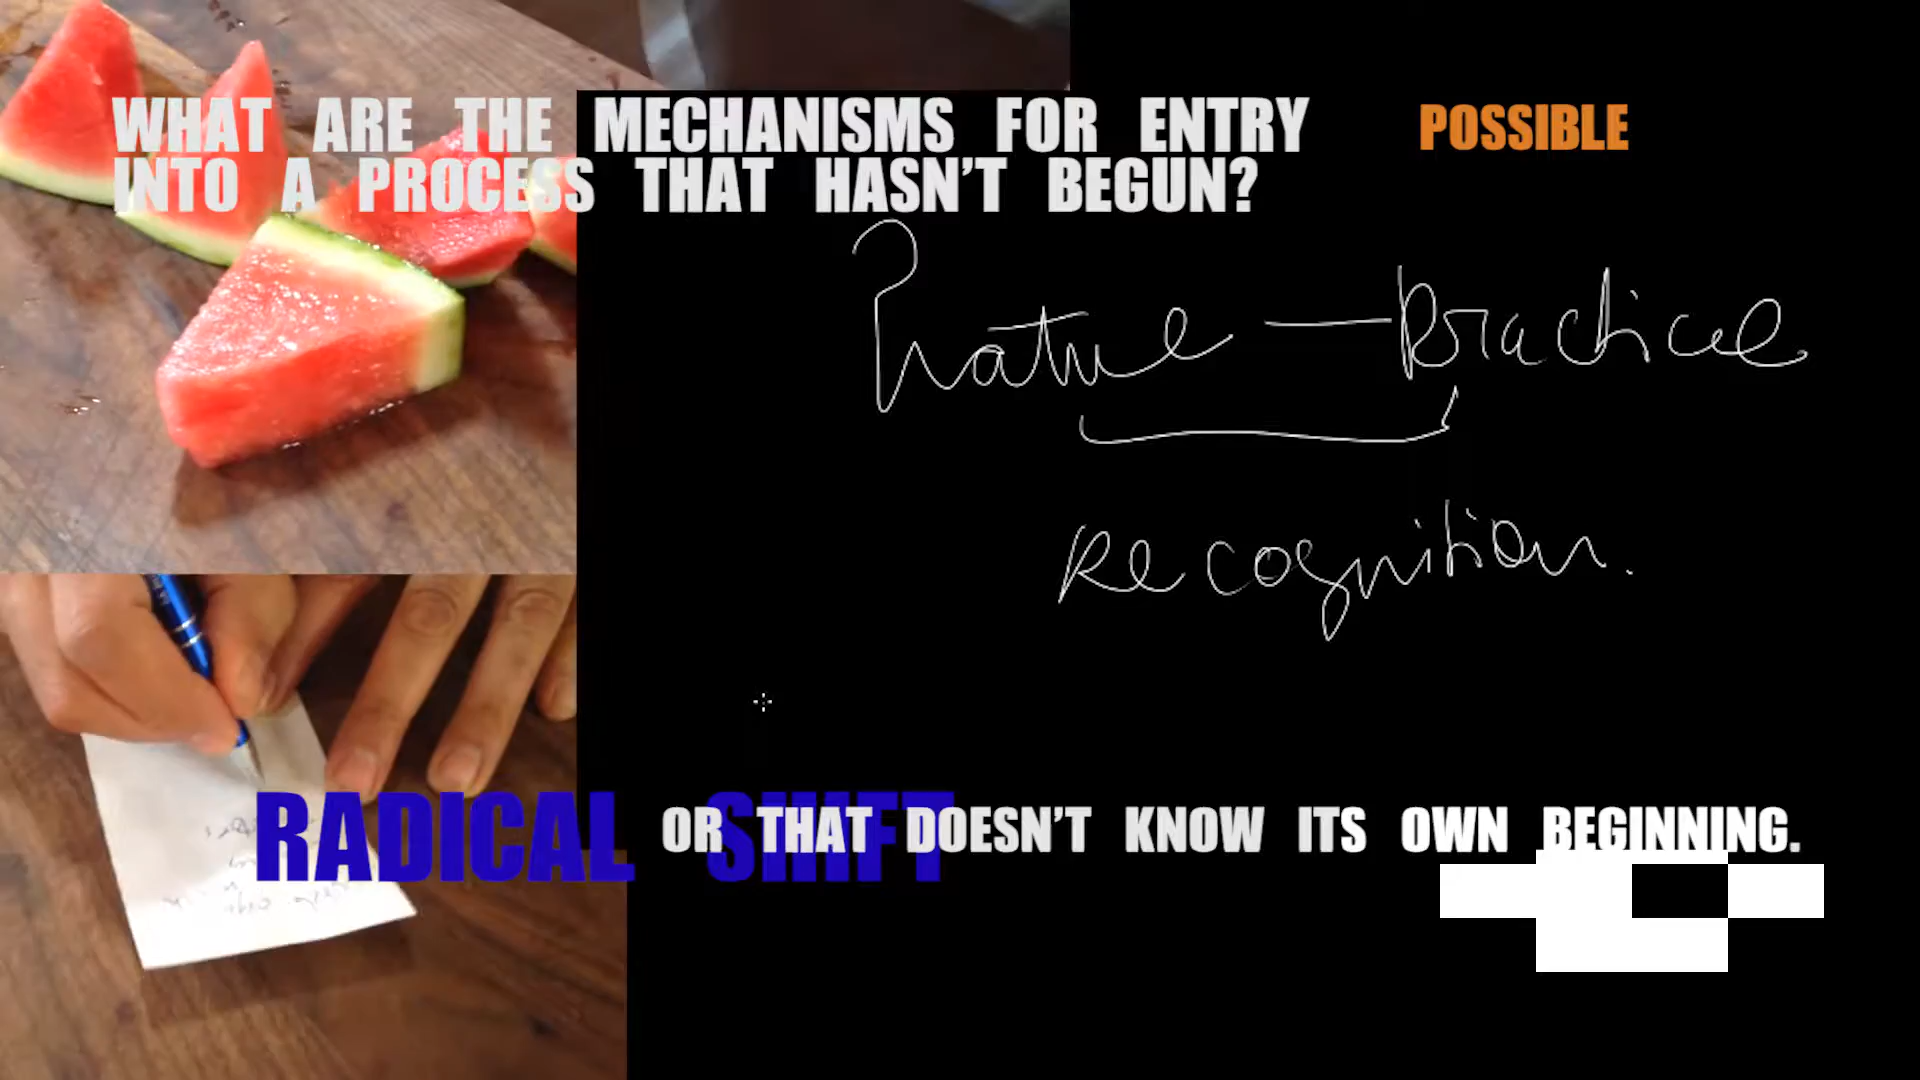 WHAT ARE THE MECHANISMS FOR ENTRY
INTO A PROCESS THAT HASN'T BEGUN?
POSSIBLE
nature — practice
recognition.
RADICAL SHIFT
OR THAT DOESN'T KNOW ITS OWN BEGINNING.